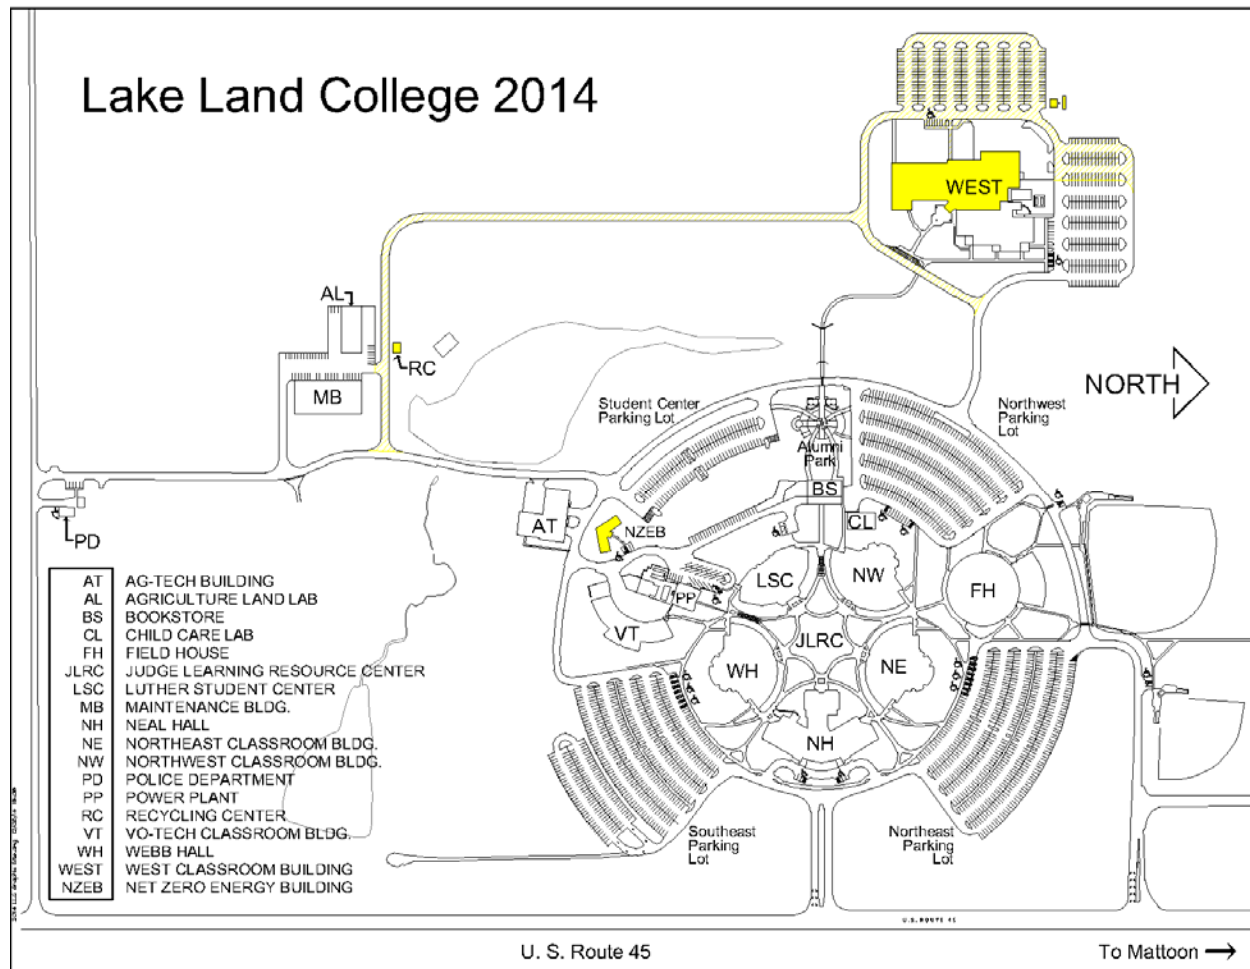 Lake Land College 2014
WEST
AL
RC
MB
NORTH
Student Center
Parking Lot
Northwest
Parking
Lot
Alumni
Park
BS
CL
AT
NZEB
PD
LSC
NW
FH
PP
VT
JLRC
WH
NE
NH
AT AG-TECH BUILDING
AL AGRICULTURE LAND LAB
BS BOOKSTORE
CL CHILD CARE LAB
FH FIELD HOUSE
JLRC JUDGE LEARNING RESOURCE CENTER
LSC LUTHER STUDENT CENTER
MB MAINTENANCE BLDG.
NH NEAL HALL
NE NORTHEAST CLASSROOM BLDG.
NW NORTHWEST CLASSROOM BLDG.
PD POLICE DEPARTMENT
PP POWER PLANT
RC RECYCLING CENTER
VT VO-TECH CLASSROOM BLDG.
WH WEBB HALL
WEST WEST CLASSROOM BUILDING
NZEB NET ZERO ENERGY BUILDING
Southeast
Parking
Lot
Northeast
Parking
Lot
U.S. ROUTE 45
U. S. Route 45
To Mattoon